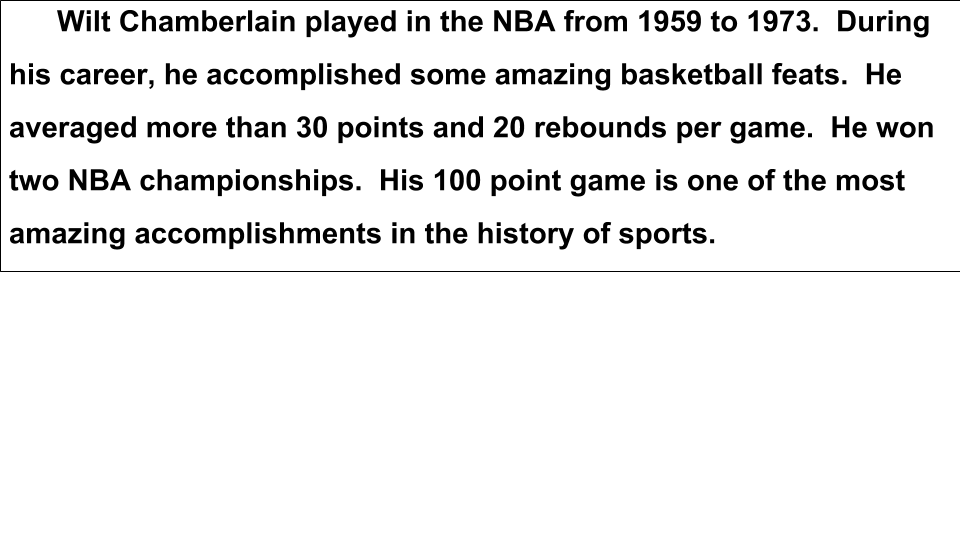 Wilt Chamberlain played in the NBA from 1959 to 1973.  During
his career, he accomplished some amazing basketball feats.  He
averaged more than 30 points and 20 rebounds per game.  He won
two NBA championships.  His 100 point game is one of the most
amazing accomplishments in the history of sports.